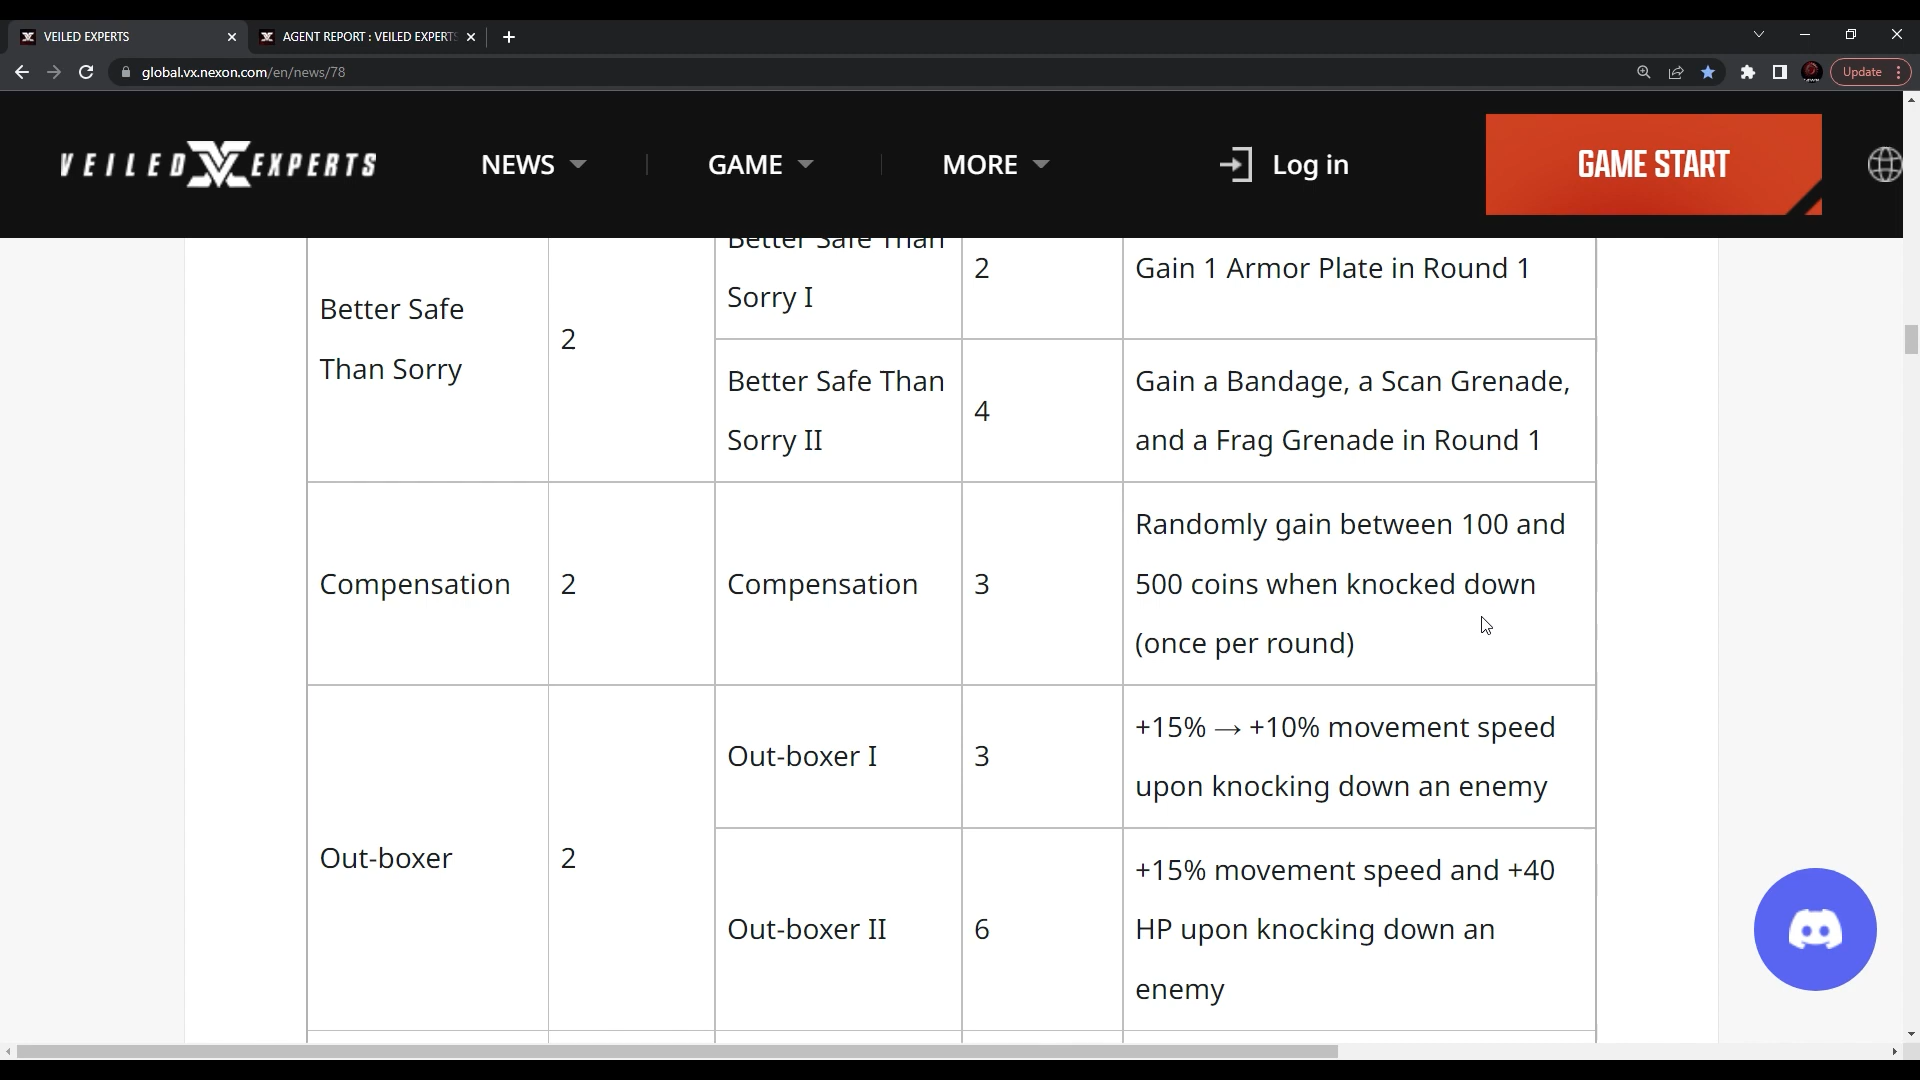 VEILED EXPERTS
AGENT REPORT : VEILED EXPERTS
global.vx.nexon.com/en/news/78
Update
VEILED EXPERTS
NEWS
GAME
MORE
Log in
GAME START
Better Safe
Than Sorry
2
Better Safe Than
Sorry I
2
Gain 1 Armor Plate in Round 1
Better Safe Than
Sorry II
4
Gain a Bandage, a Scan Grenade,
and a Frag Grenade in Round 1
Compensation
2
Compensation
3
Randomly gain between 100 and
500 coins when knocked down
(once per round)
Out-boxer
2
Out-boxer I
3
+15% → +10% movement speed
upon knocking down an enemy
Out-boxer II
6
+15% movement speed and +40
HP upon knocking down an
enemy